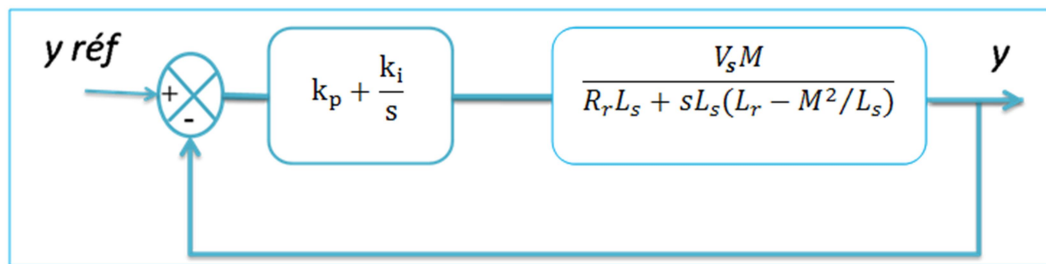 y réf
+
-
k_p + k_i/s
V_s M
R_r L_s + sL_s(L_r − M²/L_s)
y